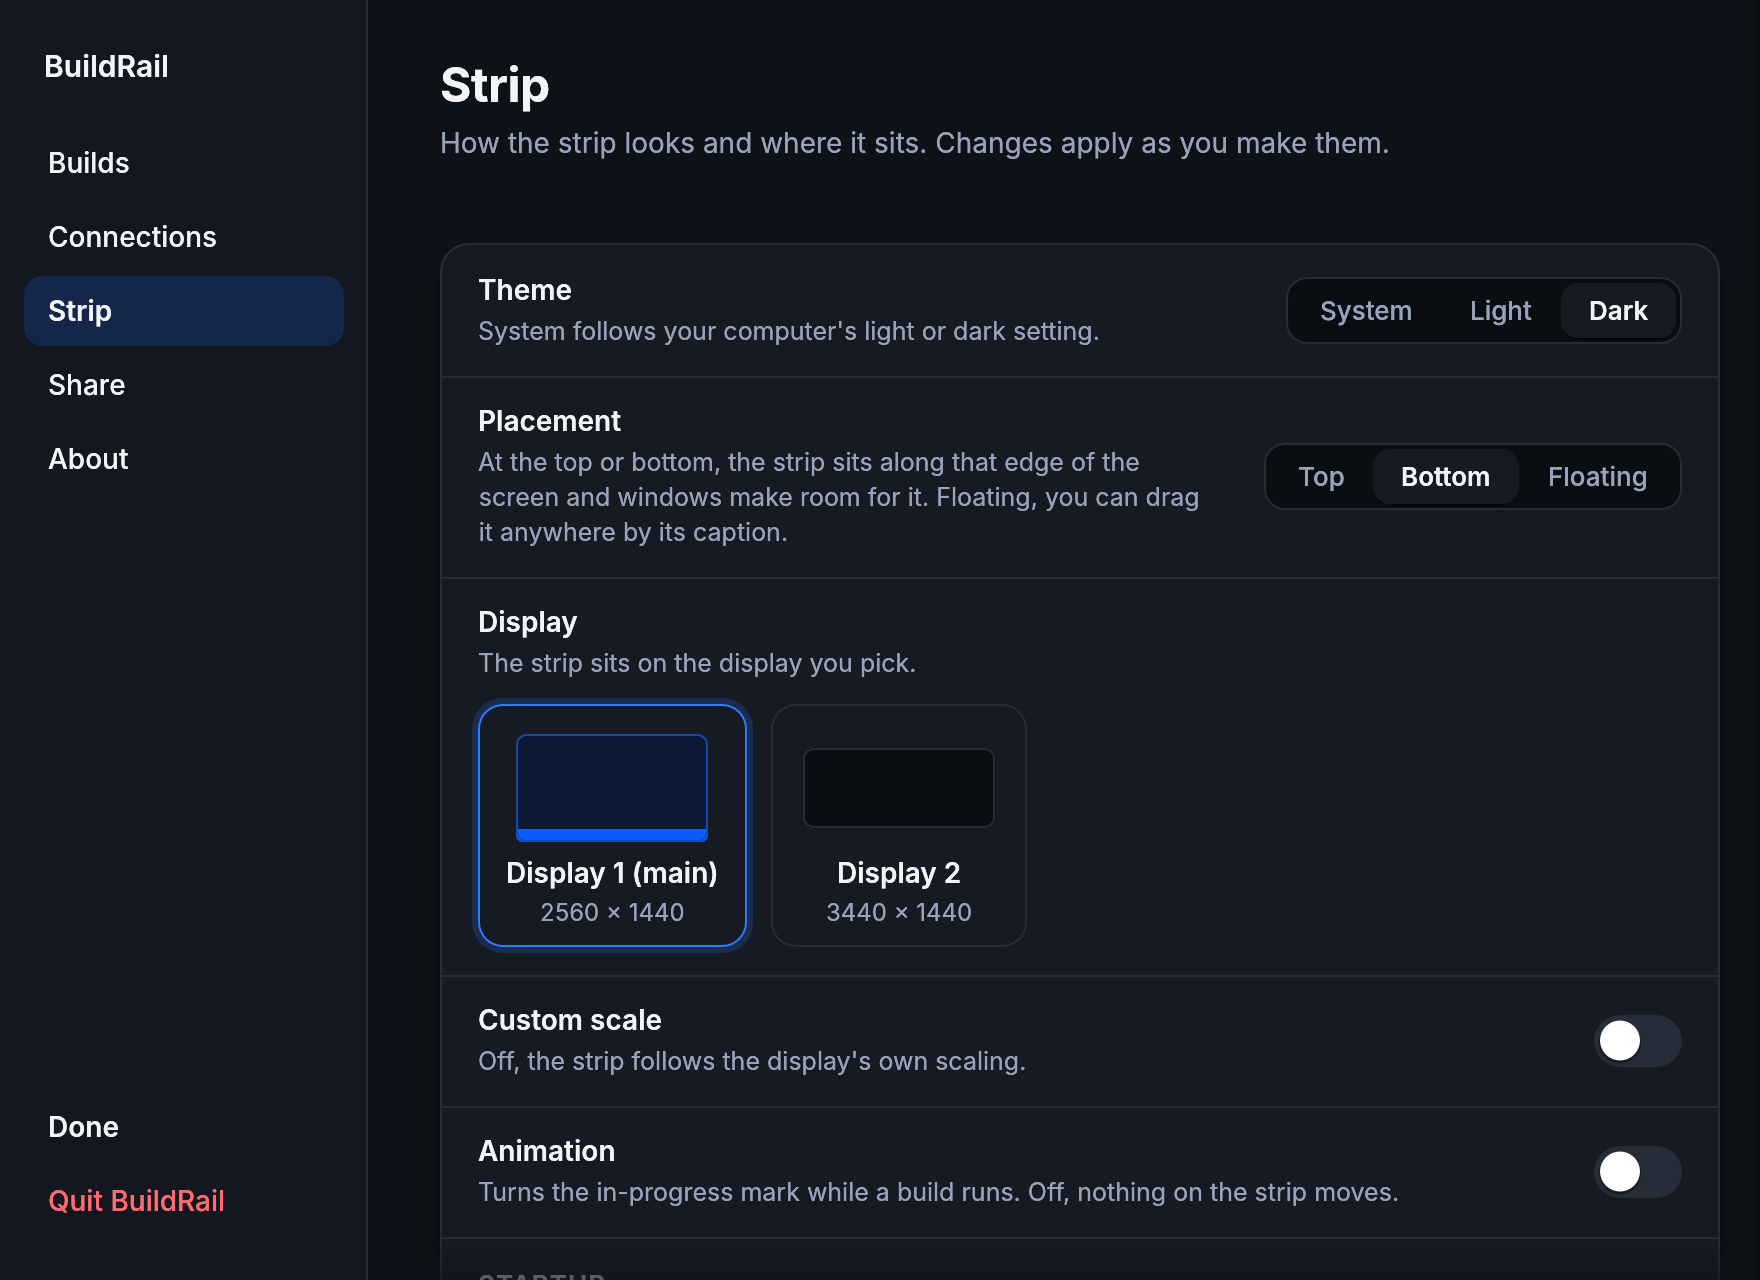 BuildRail
Builds
Connections
Strip
Share
About
Done
Quit BuildRail
Strip
How the strip looks and where it sits. Changes apply as you make them.
Theme
System follows your computer's light or dark setting.
System
Light
Dark
Placement
At the top or bottom, the strip sits along that edge of the
screen and windows make room for it. Floating, you can drag
it anywhere by its caption.
Top
Bottom
Floating
Display
The strip sits on the display you pick.
Display 1 (main)
2560 × 1440
Display 2
3440 × 1440
Custom scale
Off, the strip follows the display's own scaling.
Animation
Turns the in-progress mark while a build runs. Off, nothing on the strip moves.
STARTUP